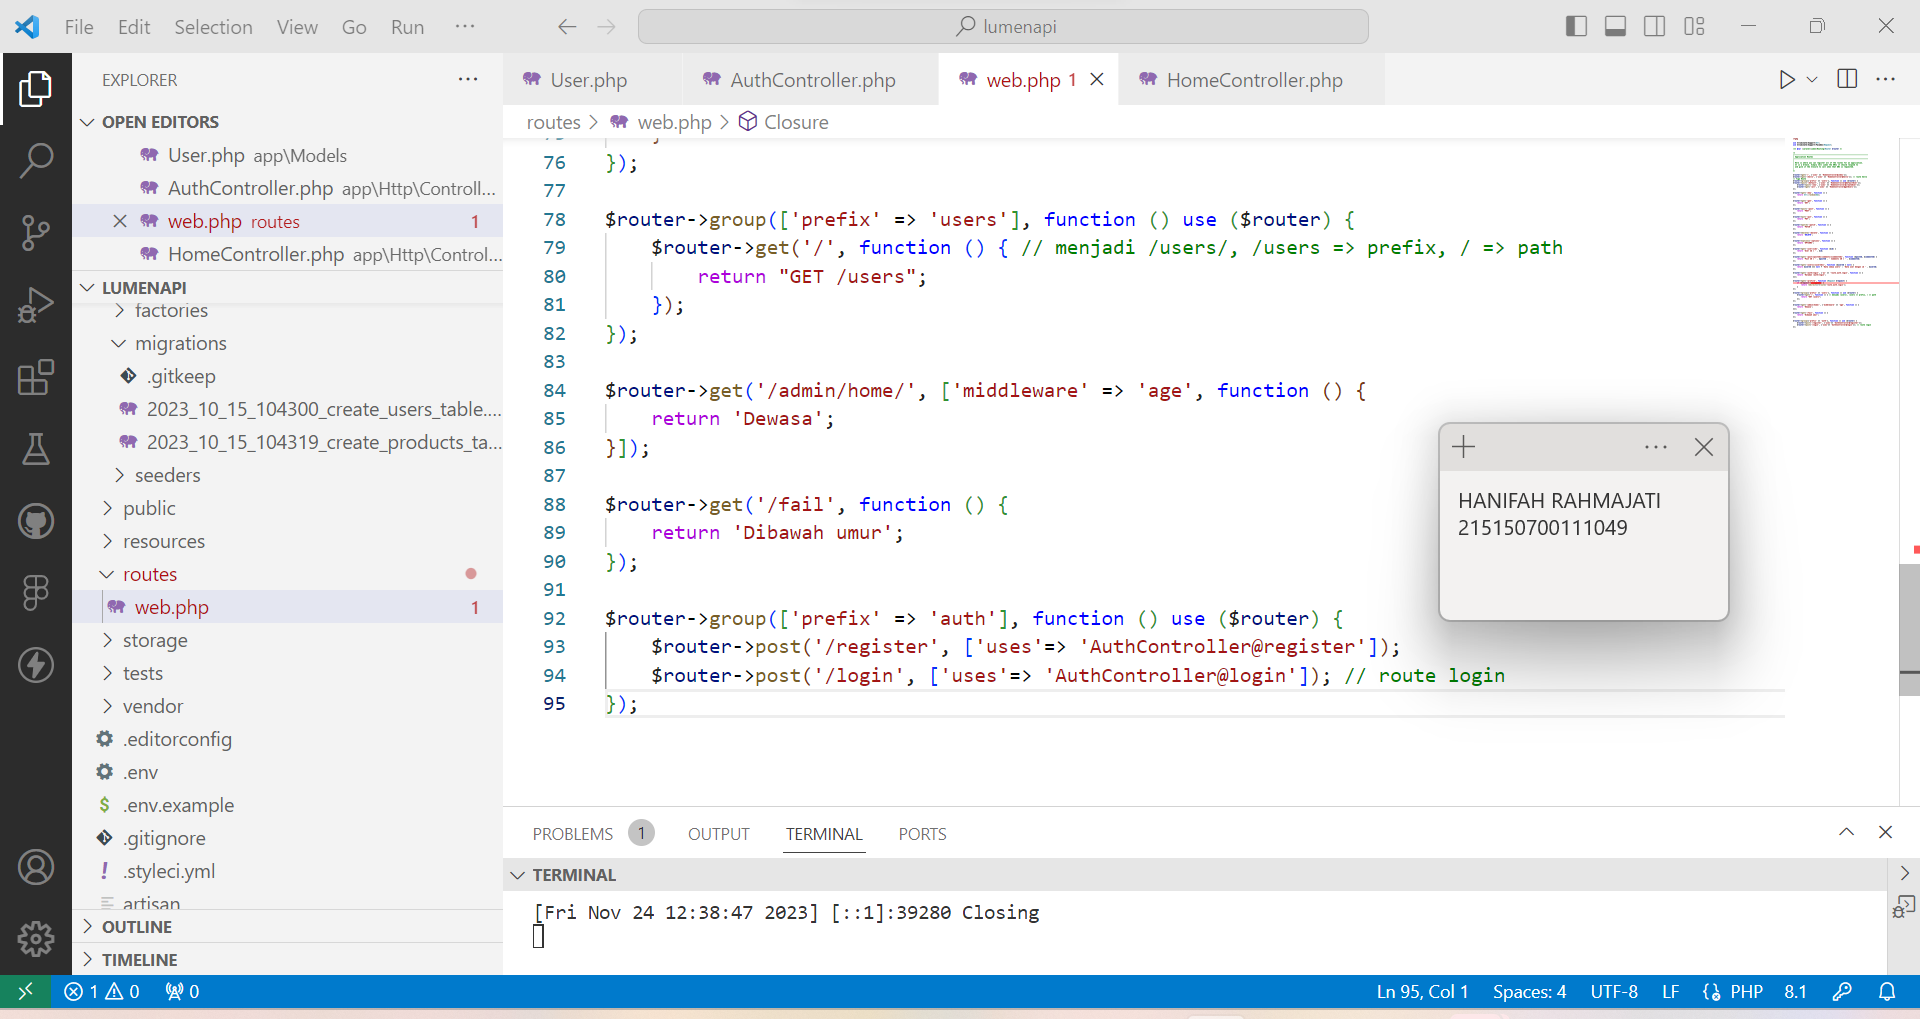 File Edit Selection View Go Run ···
lumenapi
EXPLORER
OPEN EDITORS
User.php app\Models
AuthController.php app\Http\Controll...
web.php routes 1
HomeController.php app\Http\Control...
LUMENAPI
factories
migrations
.gitkeep
2023_10_15_104300_create_users_table....
2023_10_15_104319_create_products_ta...
seeders
public
resources
routes
web.php 1
storage
tests
vendor
.editorconfig
.env
.env.example
.gitignore
.styleci.yml
artisan
OUTLINE
TIMELINE
User.php AuthController.php web.php 1 HomeController.php
routes > web.php > Closure
76 });
77
78 $router->group(['prefix' => 'users'], function () use ($router) {
79     $router->get('/', function () { // menjadi /users/, /users => prefix, / => path
80         return "GET /users";
81     });
82 });
83
84 $router->get('/admin/home/', ['middleware' => 'age', function () {
85     return 'Dewasa';
86 }]);
87
88 $router->get('/fail', function () {
89     return 'Dibawah umur';
90 });
91
92 $router->group(['prefix' => 'auth'], function () use ($router) {
93     $router->post('/register', ['uses'=> 'AuthController@register']);
94     $router->post('/login', ['uses'=> 'AuthController@login']); // route login
95 });
HANIFAH RAHMAJATI
215150700111049
PROBLEMS 1 OUTPUT TERMINAL PORTS
TERMINAL
[Fri Nov 24 12:38:47 2023] [::1]:39280 Closing
1 0 0 Ln 95, Col 1 Spaces: 4 UTF-8 LF PHP 8.1